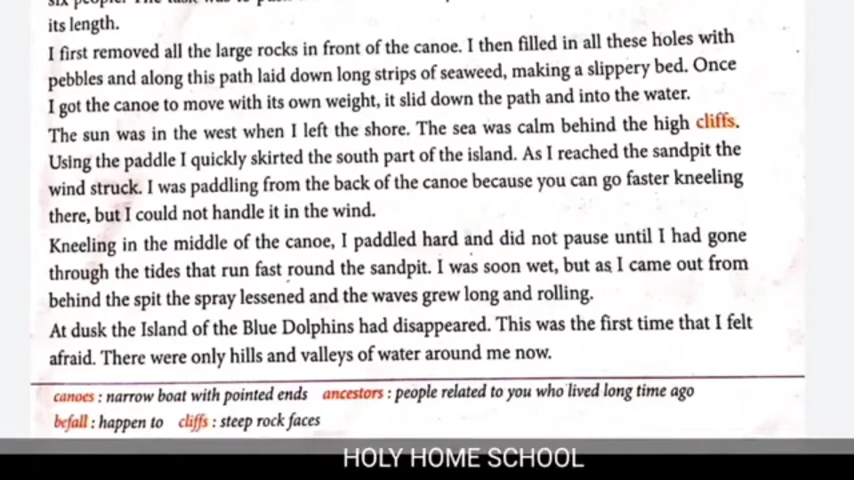 its length.
I first removed all the large rocks in front of the canoe. I then filled in all these holes with
pebbles and along this path laid down long strips of seaweed, making a slippery bed. Once
I got the canoe to move with its own weight, it slid down the path and into the water.
The sun was in the west when I left the shore. The sea was calm behind the high cliffs.
Using the paddle I quickly skirted the south part of the island. As I reached the sandpit the
wind struck. I was paddling from the back of the canoe because you can go faster kneeling
there, but I could not handle it in the wind.
Kneeling in the middle of the canoe, I paddled hard and did not pause until I had gone
through the tides that run fast round the sandpit. I was soon wet, but as I came out from
behind the spit the spray lessened and the waves grew long and rolling.
At dusk the Island of the Blue Dolphins had disappeared. This was the first time that I felt
afraid. There were only hills and valleys of water around me now.
canoes : narrow boat with pointed ends ancestors : people related to you who lived long time ago
befall : happen to cliffs : steep rock faces
HOLY HOME SCHOOL